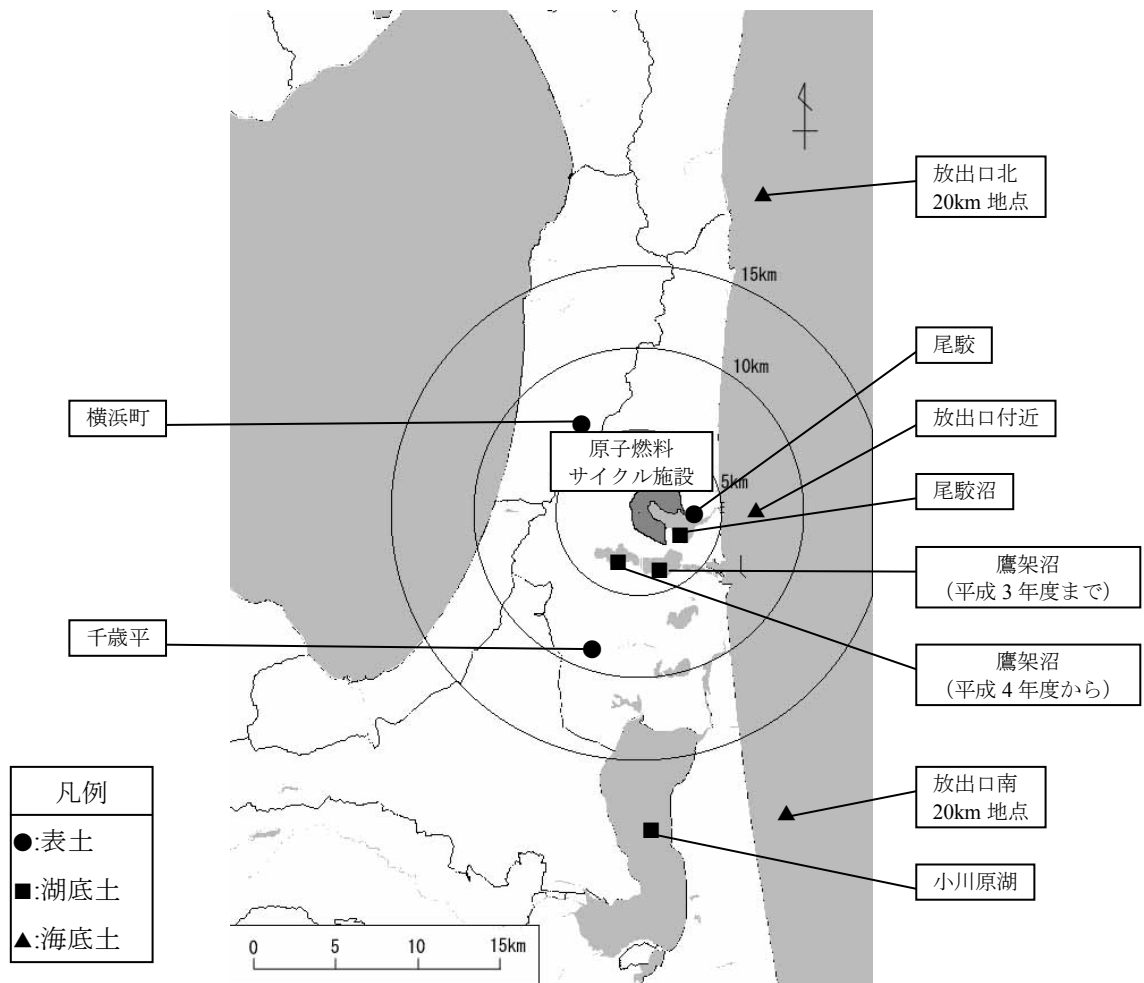 放出口北
20km 地点
15km
尾駮
10km
横浜町
放出口付近
原子燃料
サイクル施設
5km
尾駮沼
鷹架沼
(平成 3 年度まで)
千歳平
鷹架沼
(平成 4 年度から)
放出口南
20km 地点
凡例
●:表土
■:湖底土
▲:海底土
小川原湖
0 5 10 15km